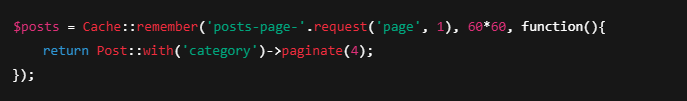 $posts = Cache::remember('posts-page-'.request('page', 1), 60*60, function(){
    return Post::with('category')->paginate(4);
});